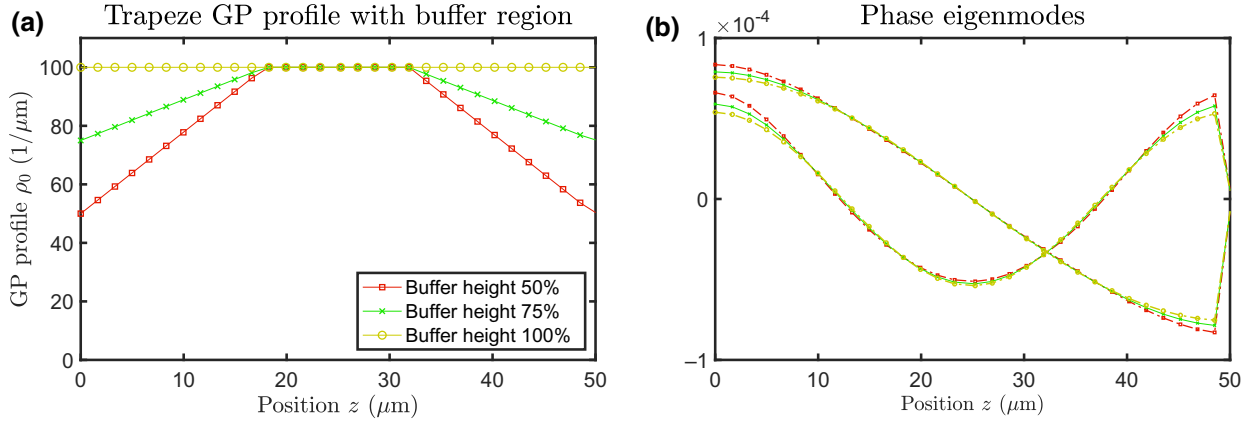 (a) Trapeze GP profile with buffer region
GP profile ρ₀ (1/μm)
100
80
60
40
20
0
Buffer height 50%
Buffer height 75%
Buffer height 100%
0 10 20 30 40 50
Position z (μm)
(b) Phase eigenmodes
×10⁻⁴
1
0
−1
0 10 20 30 40 50
Position z (μm)